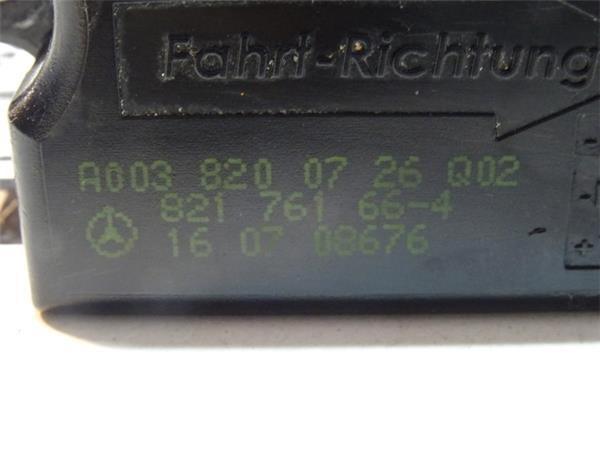 Fahrt-Richtung
A003 820 07 26 Q02
821 761 66-4
16 07 08676
+